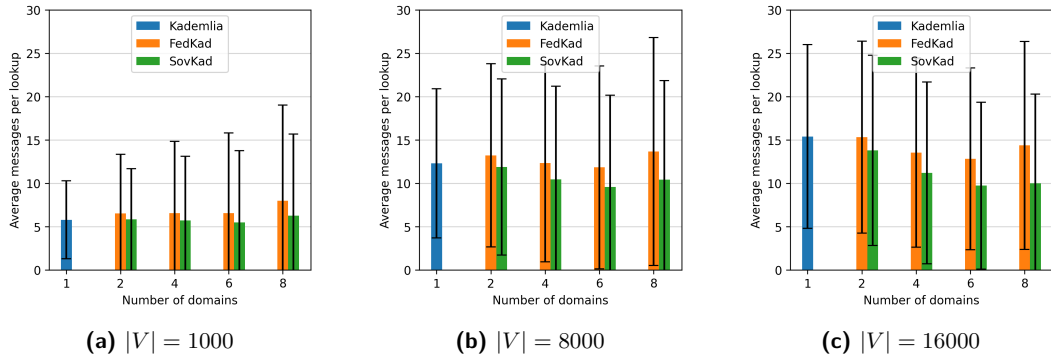 Average messages per lookup
30
25
20
15
10
5
0
Kademlia
FedKad
SovKad
1 2 4 6 8
Number of domains
(a) |V| = 1000
Average messages per lookup
30
25
20
15
10
5
0
Kademlia
FedKad
SovKad
1 2 4 6 8
Number of domains
(b) |V| = 8000
Average messages per lookup
30
25
20
15
10
5
0
Kademlia
FedKad
SovKad
1 2 4 6 8
Number of domains
(c) |V| = 16000